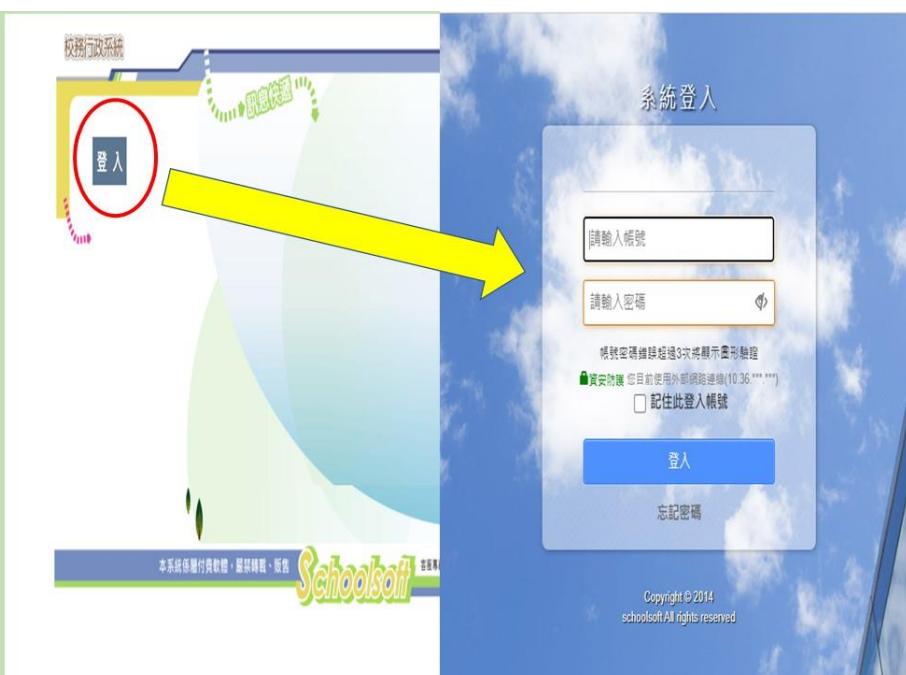 校務行政系統
訊息快遞
登入
本系統係屬付費軟體，嚴禁轉載、販售
Schoolsoft
系統登入
請輸入帳號
請輸入密碼
帳號密碼錯誤超過3次將顯示圖形驗證
資安防護 您目前使用外部網路連線(10.36.***.***)
記住此登入帳號
登入
忘記密碼
Copyright © 2014
schoolsoft All rights reserved